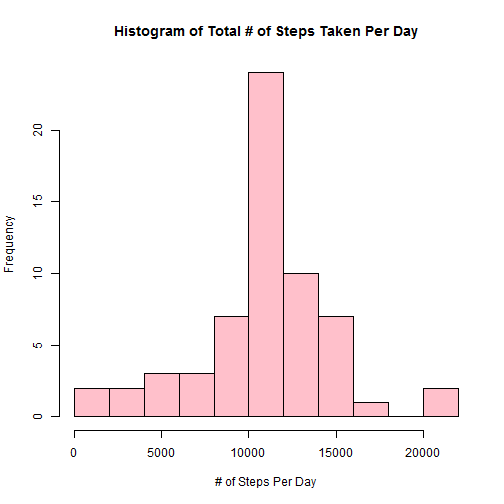 Histogram of Total # of Steps Taken Per Day
Frequency
20
15
10
5
0
0 5000 10000 15000 20000
# of Steps Per Day